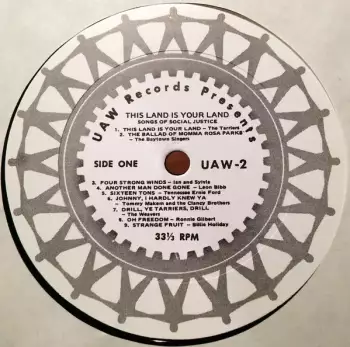 UAW Records Presents
THIS LAND IS YOUR LAND
SONGS OF SOCIAL JUSTICE
1. THIS LAND IS YOUR LAND – The Tarriers
2. THE BALLAD OF MOMMA ROSA PARKS
– The Baytown Singers
SIDE ONE
UAW-2
3. FOUR STRONG WINDS – Ian and Sylvia
4. ANOTHER MAN DONE GONE – Leon Bibb
5. SIXTEEN TONS – Tennessee Ernie Ford
6. JOHNNY, I HARDLY KNEW YA
– Tommy Makem and the Clancy Brothers
7. DRILL, YE TARRIERS, DRILL
– The Weavers
8. OH FREEDOM – Ronnie Gilbert
9. STRANGE FRUIT – Billie Holiday
33⅓ RPM